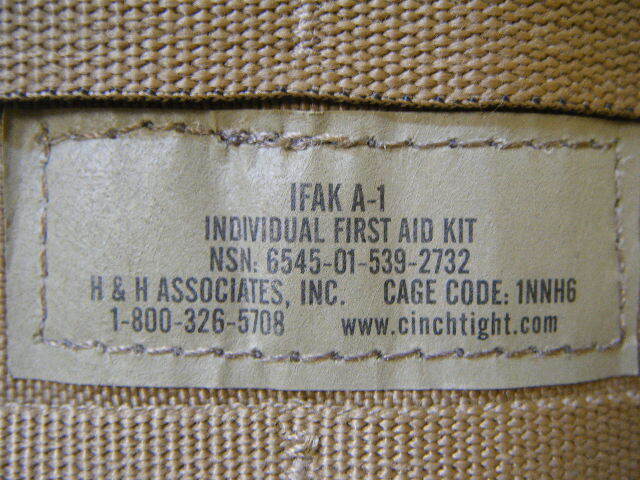 IFAK A-1
INDIVIDUAL FIRST AID KIT
NSN: 6545-01-539-2732
H & H ASSOCIATES, INC. CAGE CODE: 1NNH6
1-800-326-5708 www.cinchtight.com